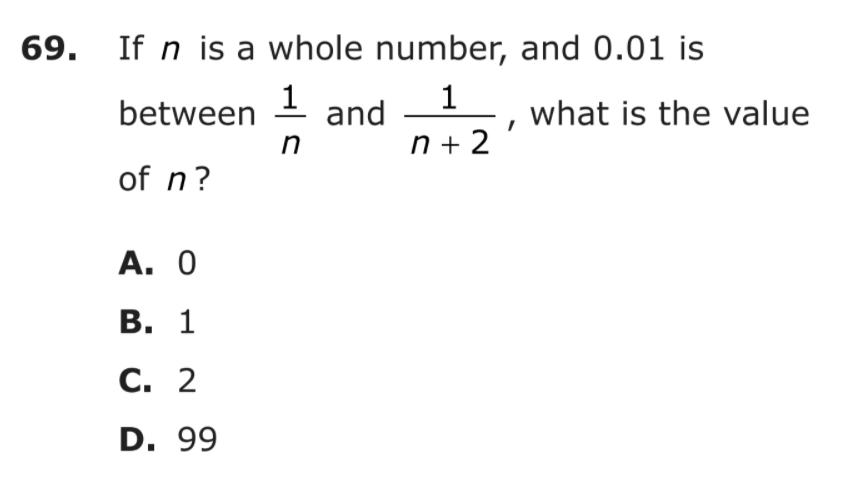 69. If n is a whole number, and 0.01 is
between 1/n and 1/(n + 2), what is the value
of n?
A. 0
B. 1
C. 2
D. 99